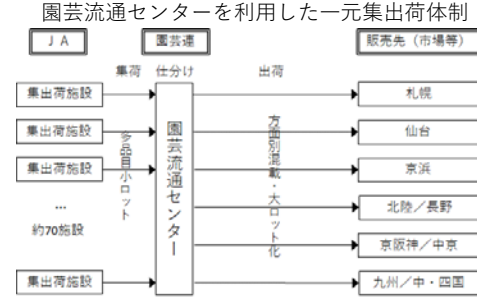 園芸流通センターを利用した一元集出荷体制
ＪＡ
園芸連
販売先（市場等）
集荷
仕分け
出荷
集出荷施設
集出荷施設
集出荷施設
…
約70施設
集出荷施設
多品目小ロット
園芸流通センター
方面別混載・大ロット化
札幌
仙台
京浜
北陸／長野
京阪神／中京
九州／中・四国